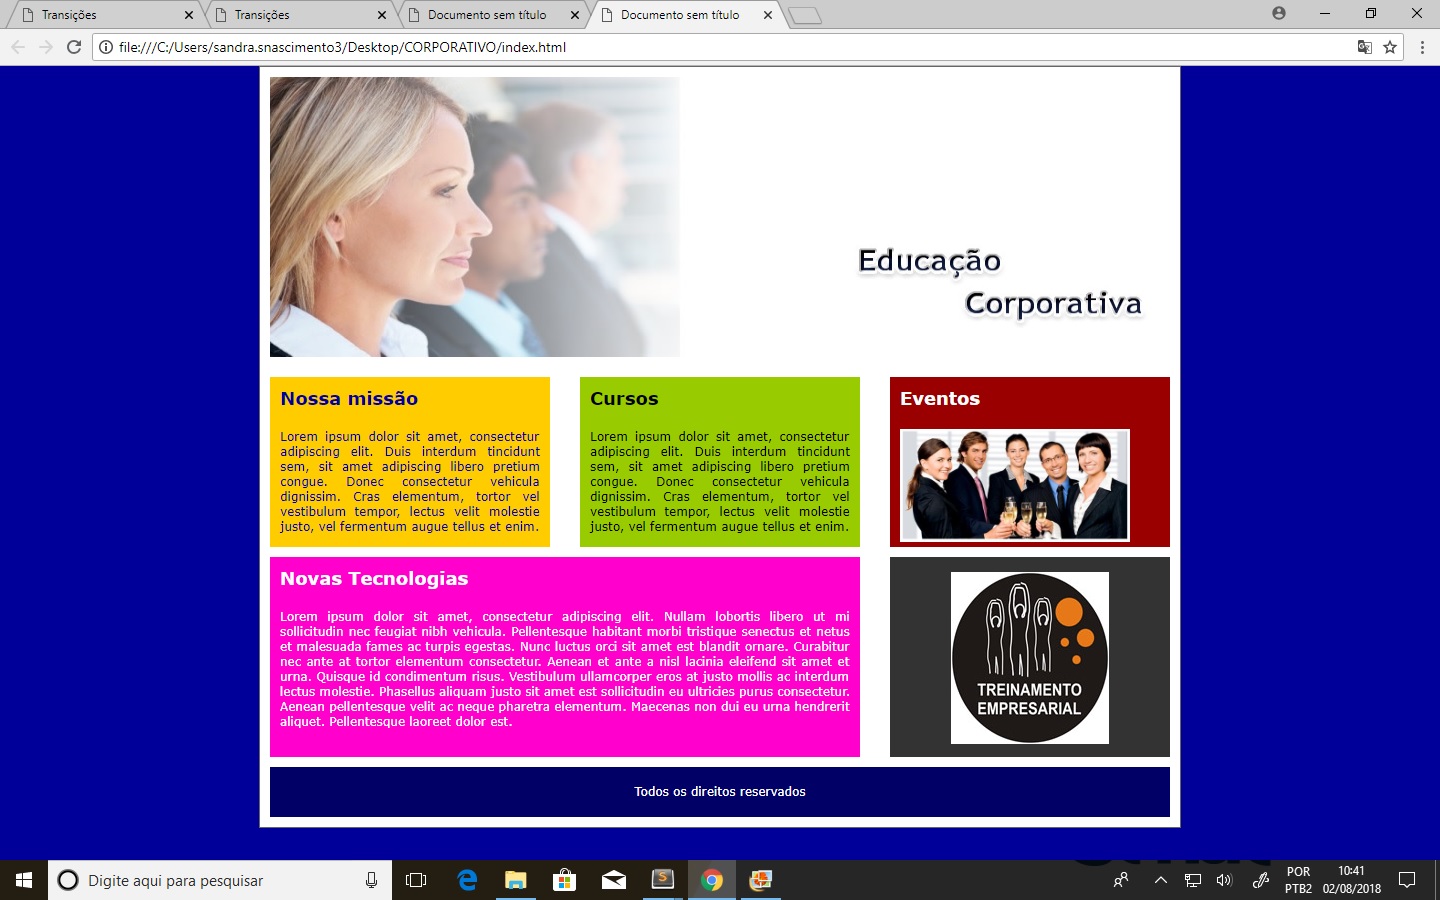 Transições
Transições
Documento sem título
Documento sem título
file:///C:/Users/sandra.snascimento3/Desktop/CORPORATIVO/index.html
Educação
Corporativa
Nossa missão
Lorem ipsum dolor sit amet, consectetur
adipiscing elit. Duis interdum tincidunt
sem, sit amet adipiscing libero pretium
congue. Donec consectetur vehicula
dignissim. Cras elementum, tortor vel
vestibulum tempor, lectus velit molestie
justo, vel fermentum augue tellus et enim.
Cursos
Lorem ipsum dolor sit amet, consectetur
adipiscing elit. Duis interdum tincidunt
sem, sit amet adipiscing libero pretium
congue. Donec consectetur vehicula
dignissim. Cras elementum, tortor vel
vestibulum tempor, lectus velit molestie
justo, vel fermentum augue tellus et enim.
Eventos
Novas Tecnologias
Lorem ipsum dolor sit amet, consectetur adipiscing elit. Nullam lobortis libero ut mi
sollicitudin nec feugiat nibh vehicula. Pellentesque habitant morbi tristique senectus et netus
et malesuada fames ac turpis egestas. Nunc luctus orci sit amet est blandit ornare. Curabitur
nec ante at tortor elementum consectetur. Aenean et ante a nisl lacinia eleifend sit amet et
urna. Quisque id condimentum risus. Vestibulum ullamcorper eros at justo mollis ac interdum
lectus molestie. Phasellus aliquam justo sit amet est sollicitudin eu ultricies purus consectetur.
Aenean pellentesque velit ac neque pharetra elementum. Maecenas non dui eu urna hendrerit
aliquet. Pellentesque laoreet dolor est.
TREINAMENTO
EMPRESARIAL
Todos os direitos reservados
Digite aqui para pesquisar
POR
PTB2
10:41
02/08/2018